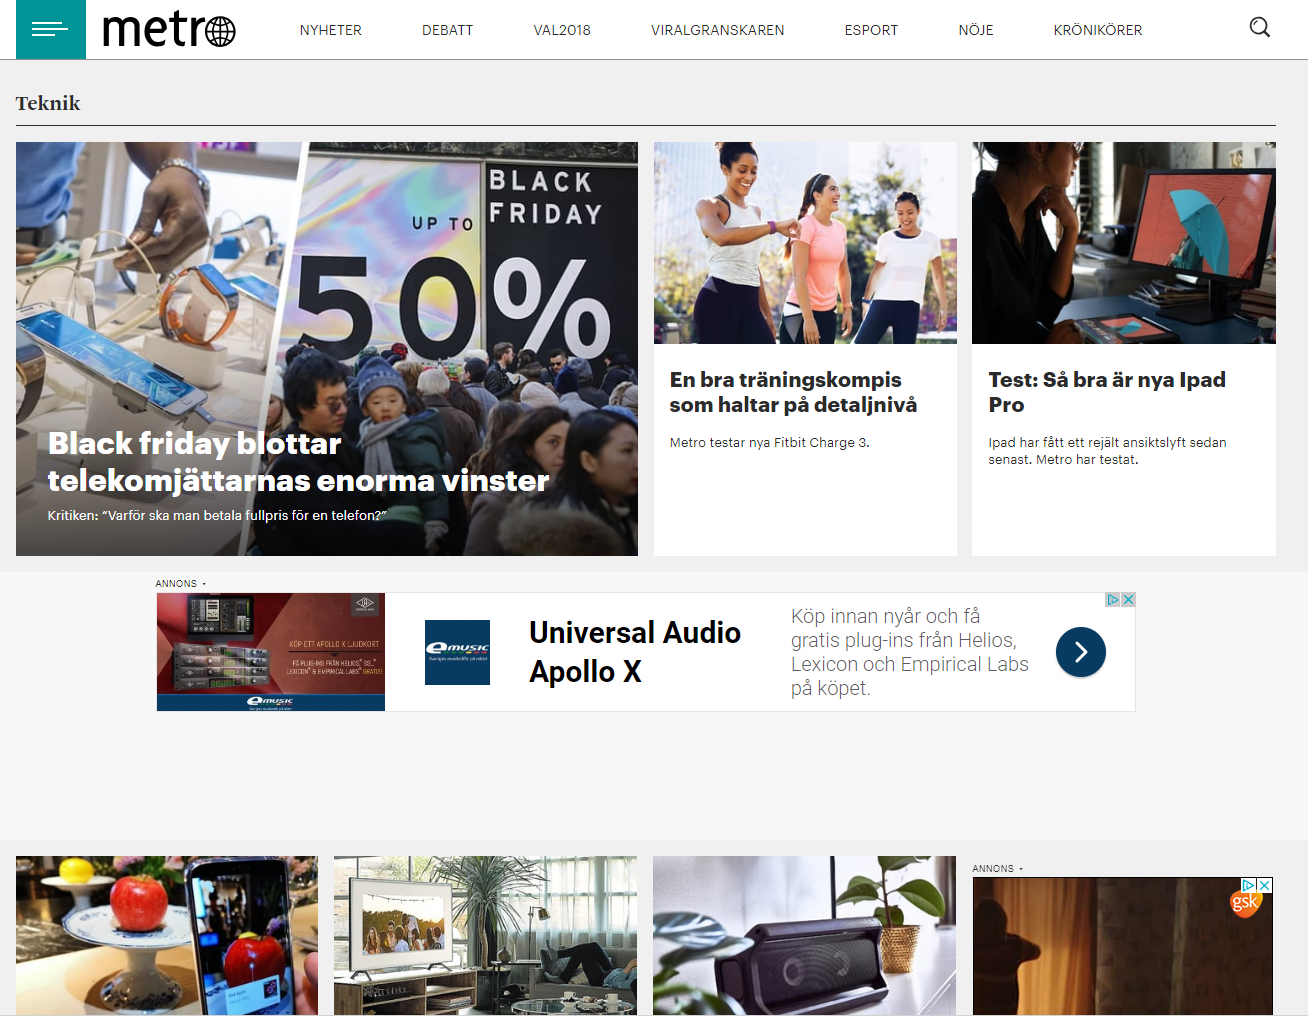 metro
NYHETER
DEBATT
VAL2018
VIRALGRANSKAREN
ESPORT
NÖJE
KRÖNIKÖRER
Teknik
BLACK
FRIDAY
UP TO
50%
Black friday blottar
telekomjättarnas enorma vinster
Kritiken: “Varför ska man betala fullpris för en telefon?”
En bra träningskompis
som haltar på detaljnivå
Metro testar nya Fitbit Charge 3.
Test: Så bra är nya Ipad
Pro
Ipad har fått ett rejält ansiktslyft sedan
senast. Metro har testat.
ANNONS
KÖP ETT APOLLO X LJUDKORT
FÅ PLUG-INS FRÅN HELIOS,
LEXICON & EMPIRICAL LABS GRATIS!
emusic
emusic
Sveriges musikaffär på nätet
Universal Audio
Apollo X
Köp innan nyår och få
gratis plug-ins från Helios,
Lexicon och Empirical Labs
på köpet.
ANNONS
gsk